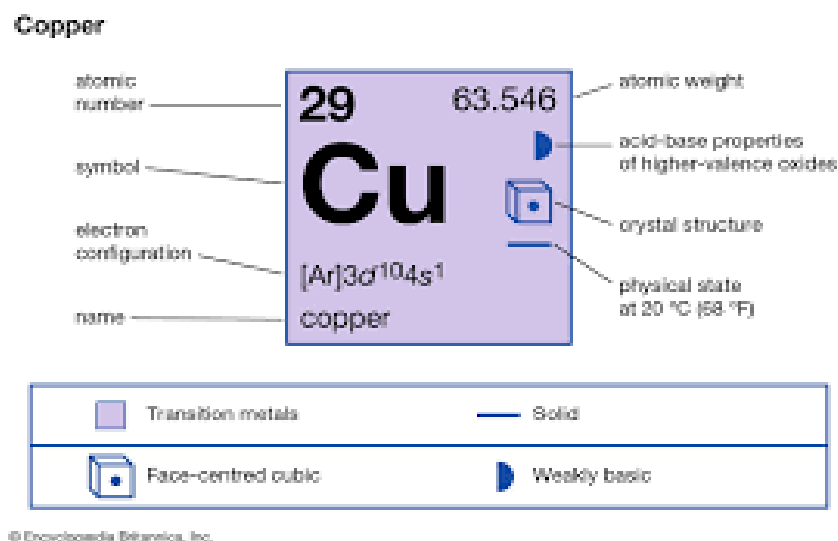 Copper
atomic
number
symbol
electron
configuration
name
29
63.546
Cu
[Ar]3d¹⁰4s¹
copper
atomic weight
acid-base properties
of higher-valence oxides
crystal structure
physical state
at 20 °C (68 °F)
Transition metals
Solid
Face-centred cubic
Weakly basic
© Encyclopædia Britannica, Inc.